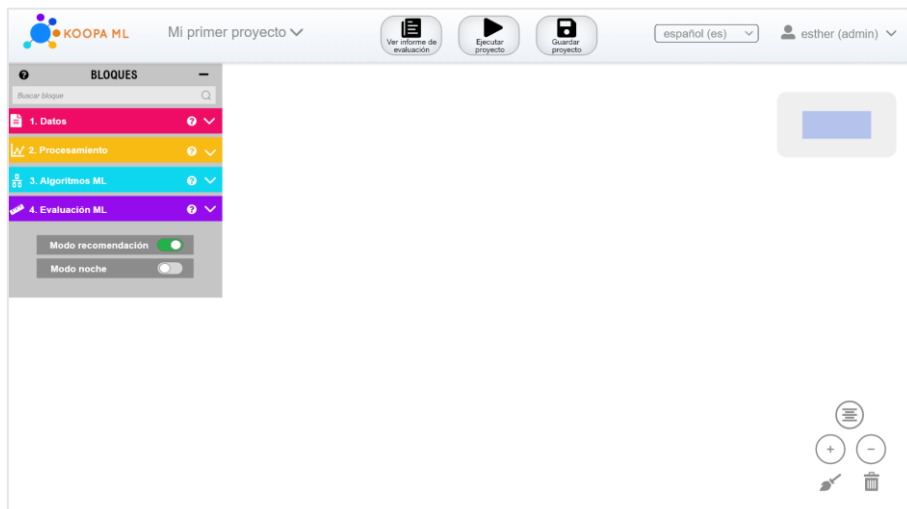 KOOPA ML
Mi primer proyecto
Ver informe de
evaluación
Ejecutar
proyecto
Guardar
proyecto
español (es)
esther (admin)
BLOQUES
Buscar bloque
1. Datos
2. Procesamiento
3. Algoritmos ML
4. Evaluación ML
Modo recomendación
Modo noche